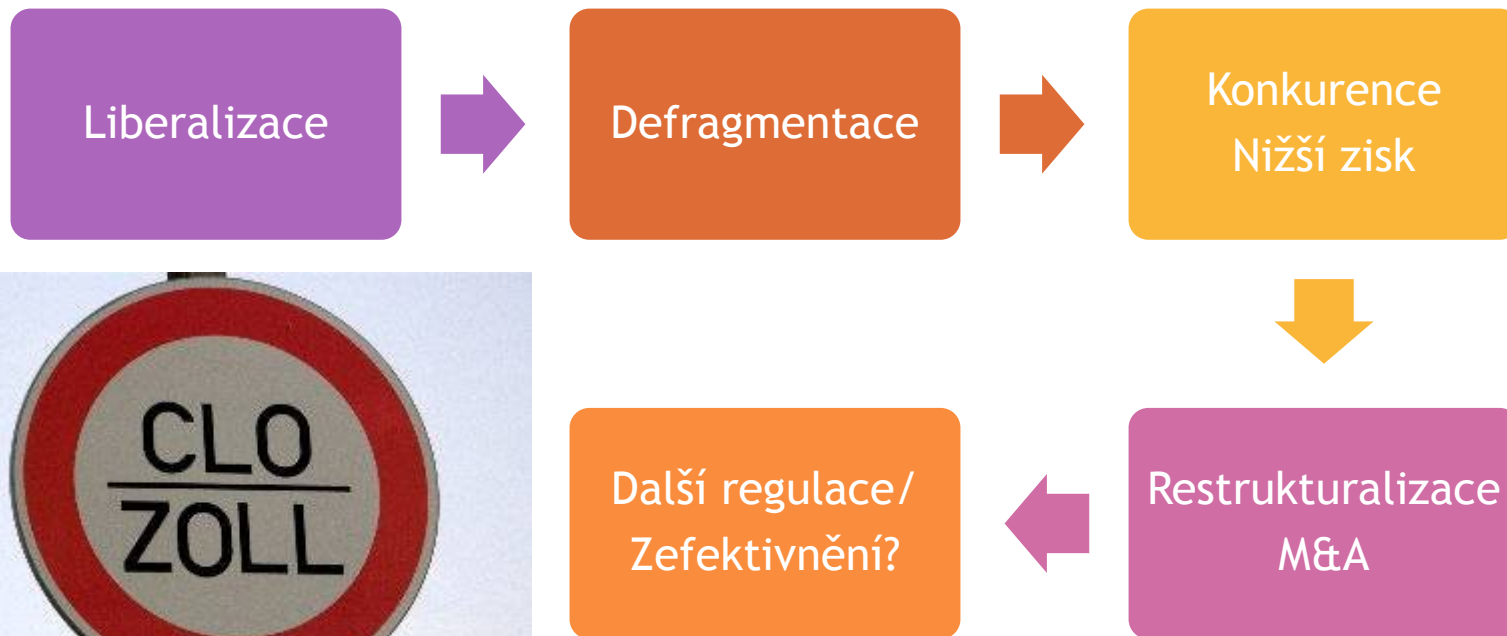 Liberalizace
Defragmentace
Konkurence
Nižší zisk
Restrukturalizace
M&A
Další regulace/
Zefektivnění?
CLO
ZOLL